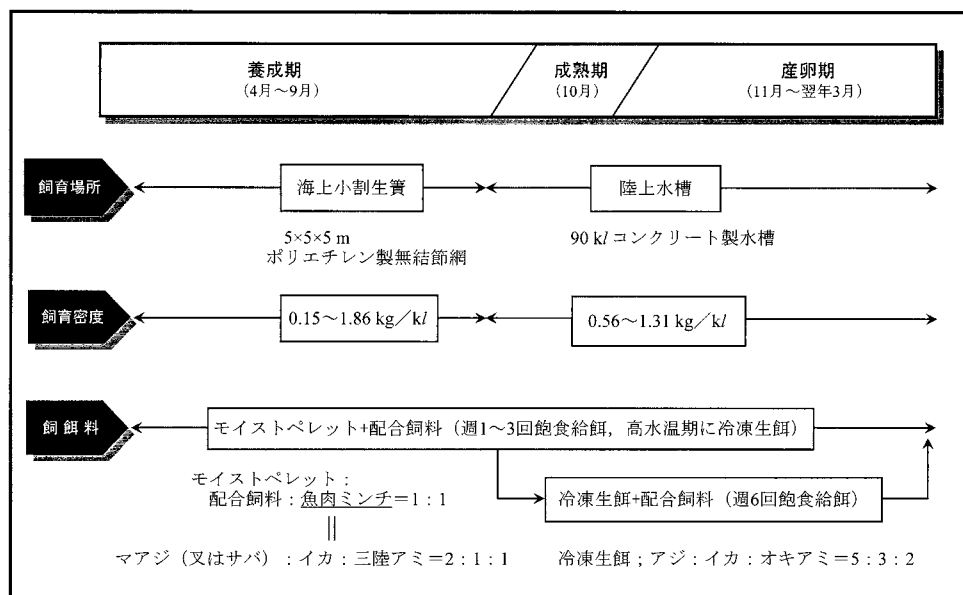 養成期
(4月~9月)
成熟期
(10月)
産卵期
(11月~翌年3月)
飼育場所
海上小割生簀
陸上水槽
5×5×5 m
ポリエチレン製無結節網
90 kl コンクリート製水槽
飼育密度
0.15~1.86 kg/kl
0.56~1.31 kg/kl
飼餌料
モイストペレット+配合飼料(週1~3回飽食給餌,高水温期に冷凍生餌)
モイストペレット:
配合飼料:魚肉ミンチ=1:1
冷凍生餌+配合飼料(週6回飽食給餌)
マアジ(又はサバ):イカ:三陸アミ=2:1:1
冷凍生餌;アジ:イカ:オキアミ=5:3:2